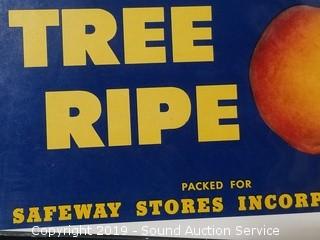 TREE
RIPE
PACKED FOR
SAFEWAY STORES INCORP
Copyright 2019 - Sound Auction Service